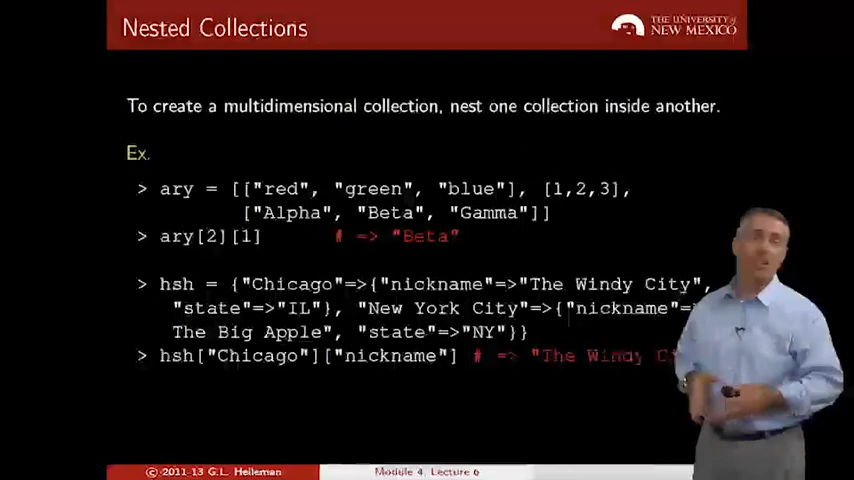 Nested Collections
THE UNIVERSITY of
NEW MEXICO
To create a multidimensional collection, nest one collection inside another.
Ex.
> ary = [["red", "green", "blue"], [1,2,3],
["Alpha", "Beta", "Gamma"]]
> ary[2][1] # => "Beta"
> hsh = {"Chicago"=>{"nickname"=>"The Windy City",
"state"=>"IL"}, "New York City"=>{"nickname"=
The Big Apple", "state"=>"NY"}}
> hsh["Chicago"]["nickname"] # => "The Windy C
© 2011-13 G.L. Heileman
Module 4, Lecture 6